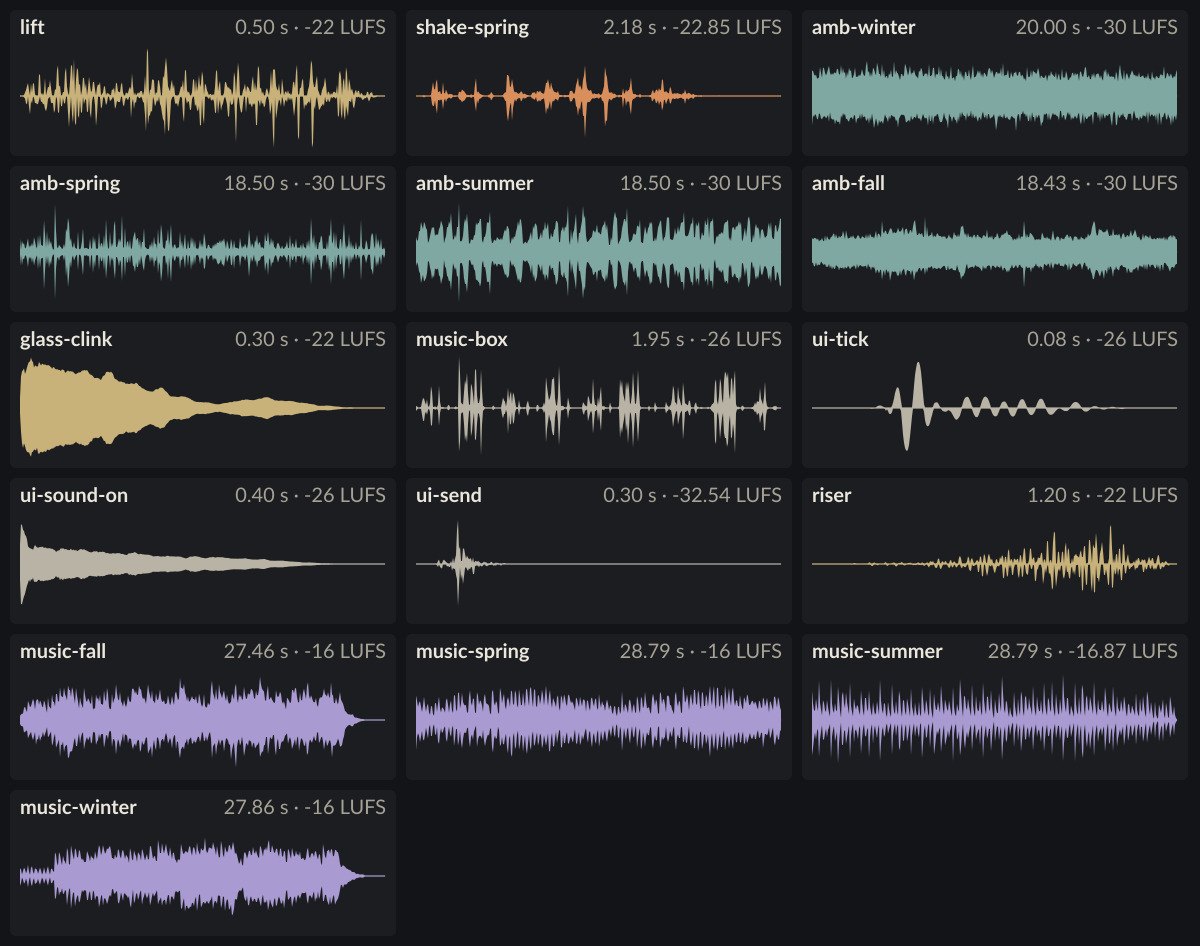 lift 0.50 s · -22 LUFS
shake-spring 2.18 s · -22.85 LUFS
amb-winter 20.00 s · -30 LUFS
amb-spring 18.50 s · -30 LUFS
amb-summer 18.50 s · -30 LUFS
amb-fall 18.43 s · -30 LUFS
glass-clink 0.30 s · -22 LUFS
music-box 1.95 s · -26 LUFS
ui-tick 0.08 s · -26 LUFS
ui-sound-on 0.40 s · -26 LUFS
ui-send 0.30 s · -32.54 LUFS
riser 1.20 s · -22 LUFS
music-fall 27.46 s · -16 LUFS
music-spring 28.79 s · -16 LUFS
music-summer 28.79 s · -16.87 LUFS
music-winter 27.86 s · -16 LUFS